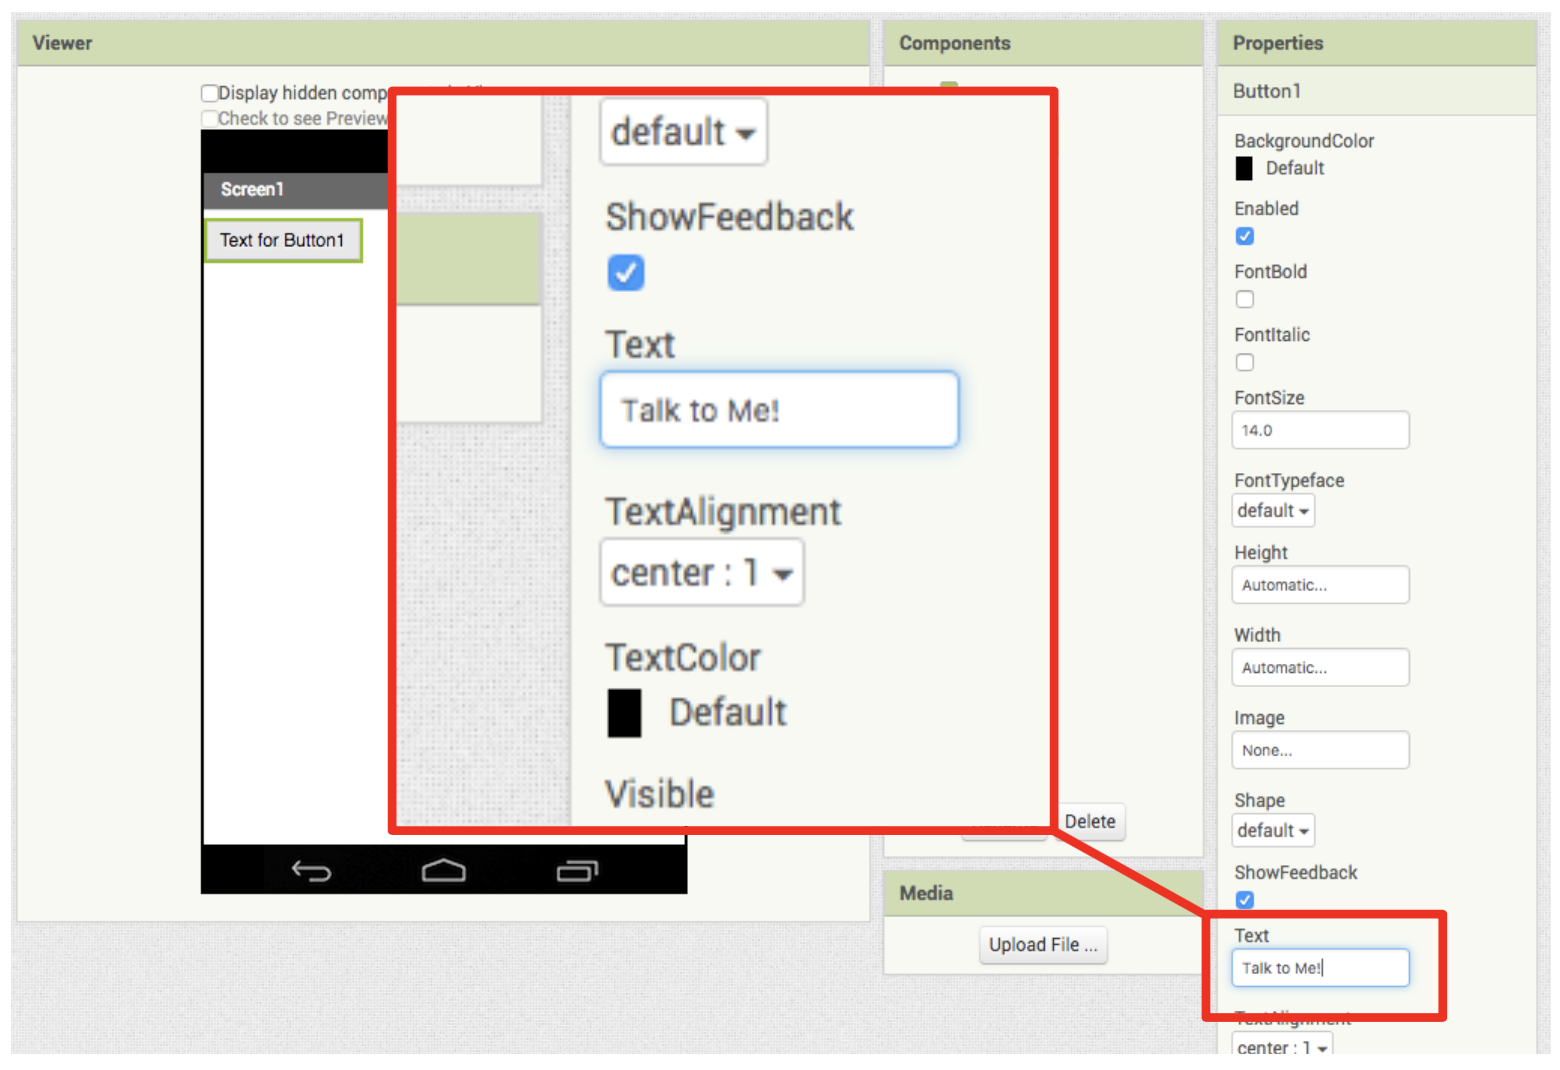 Viewer
Display hidden comp
Check to see Preview
Screen1
Text for Button1
default
ShowFeedback
Text
Talk to Me!
TextAlignment
center : 1
TextColor
Default
Visible
Components
Delete
Media
Upload File ...
Properties
Button1
BackgroundColor
Default
Enabled
FontBold
FontItalic
FontSize
14.0
FontTypeface
default
Height
Automatic...
Width
Automatic...
Image
None...
Shape
default
ShowFeedback
Text
Talk to Me!
TextAlignment
center : 1